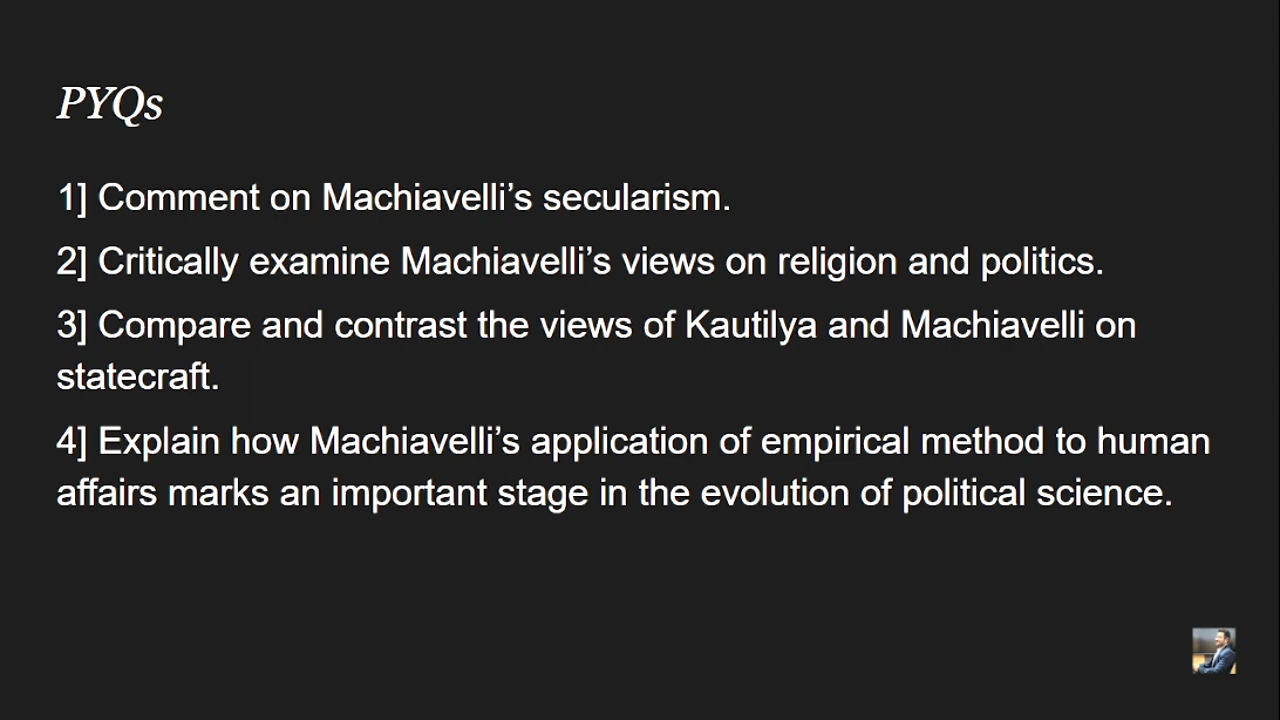 PYQs
1] Comment on Machiavelli’s secularism.
2] Critically examine Machiavelli’s views on religion and politics.
3] Compare and contrast the views of Kautilya and Machiavelli on
statecraft.
4] Explain how Machiavelli’s application of empirical method to human
affairs marks an important stage in the evolution of political science.